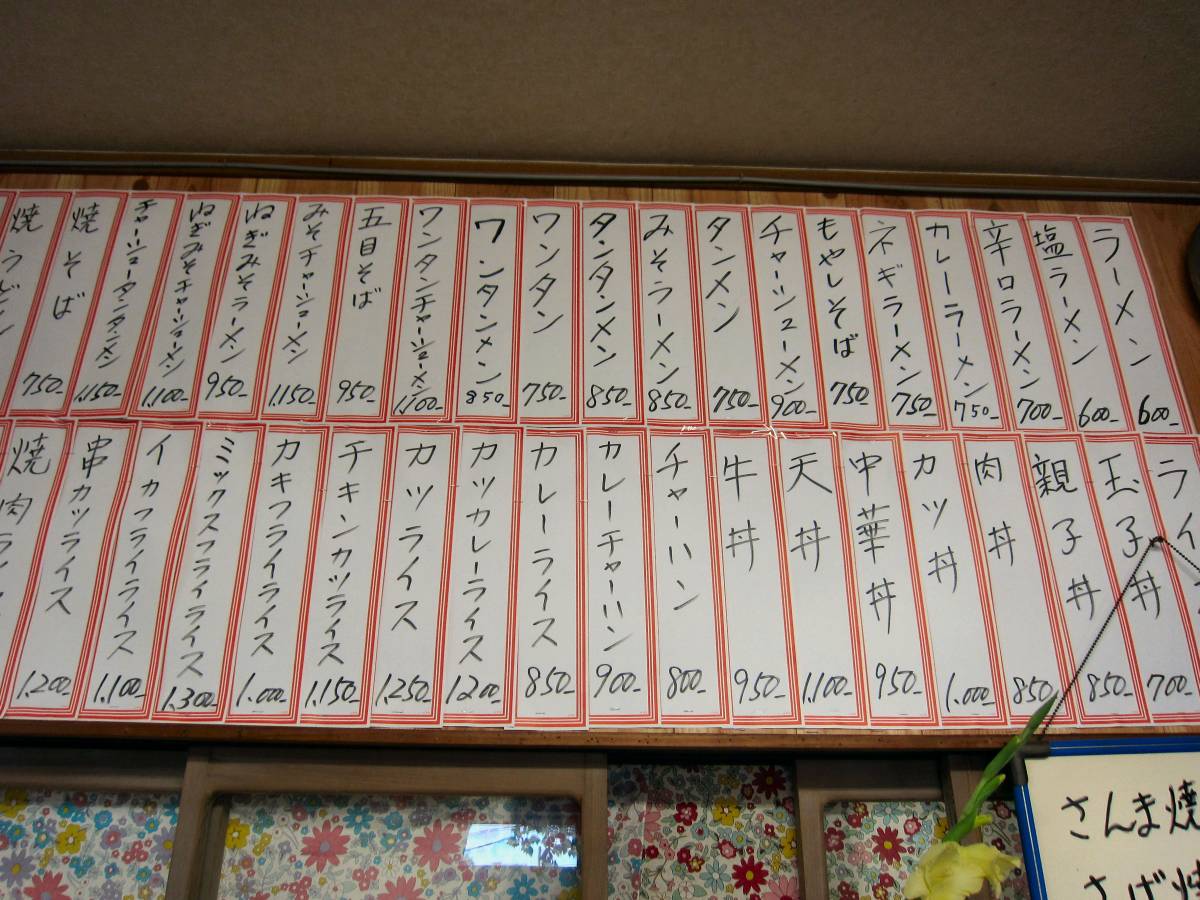 ラーメン 600
塩ラーメン 600-
辛口ラーメン 700-
カレーラーメン 750-
ネギラーメン 750-
もやしそば 750
チャーシューメン 900-
タンメン 750-
みそラーメン 850-
タンタンメン 850-
ワンタン 750
ワンタンメン 850-
ワンタンチャーシューメン 1,100-
五目そば 950
みそチャーシューメン 1,150
ねぎみそラーメン 950
ねぎみそチャーシューメン 1,100-
チャーシュータンタンメン 1,150
焼そば 750-
焼うどん
ライ 700-
玉子丼 850-
親子丼 850-
肉丼 1,000
カツ丼 950-
中華丼 1,100-
天丼 950-
牛丼 800-
チャーハン 900-
カレーチャーハン 850-
カレーライス 1200
カツカレーライス 1,250
カツライス 1,150
チキンカツライス 1,000
カキフライライス 1,300
ミックスフライライス 1,100-
イカフライライス 1,200
串カツライス
焼肉ライ
さんま焼
さば焼